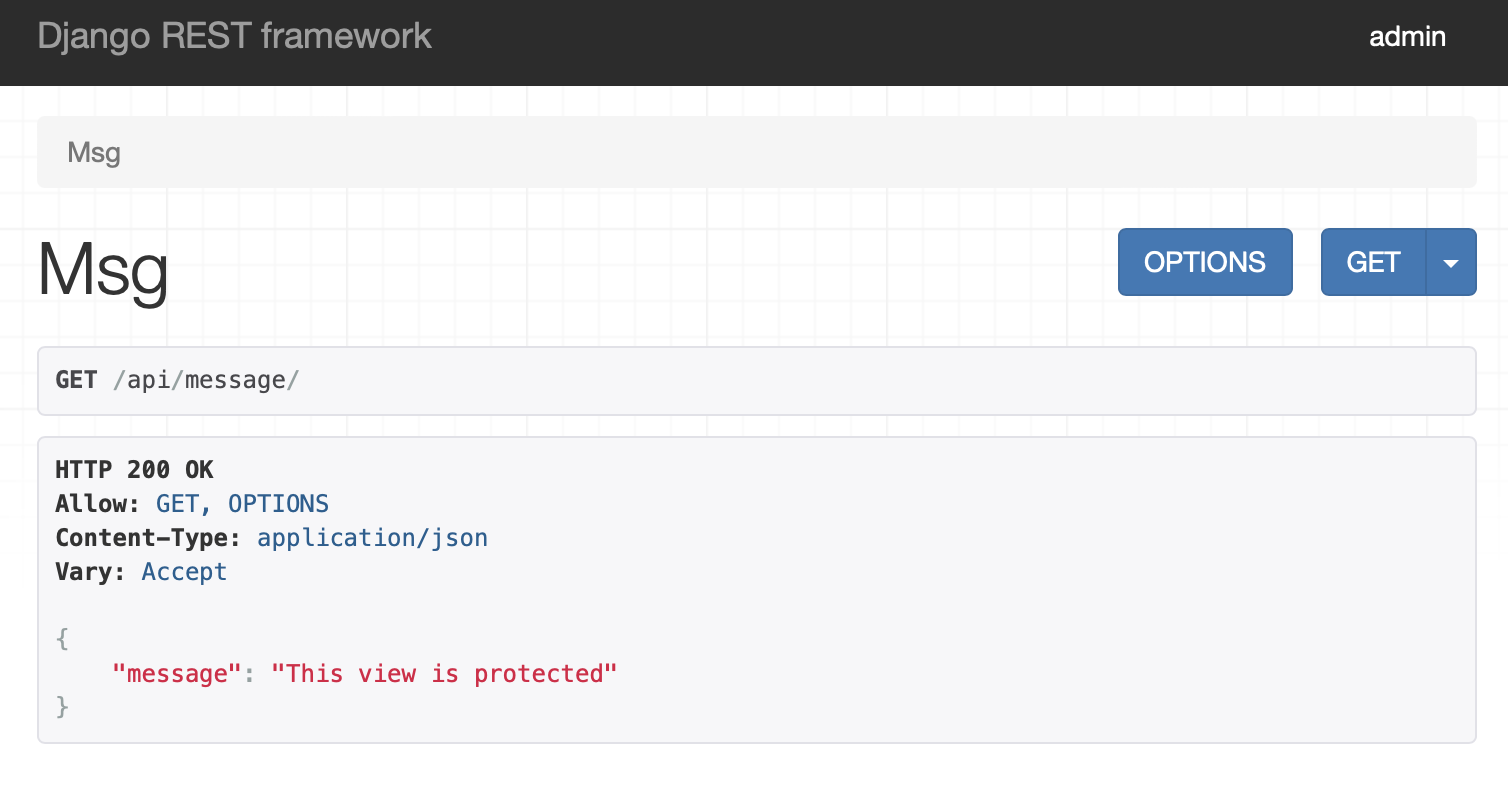 Django REST framework admin
Msg
Msg OPTIONS GET
GET /api/message/
HTTP 200 OK
Allow: GET, OPTIONS
Content-Type: application/json
Vary: Accept
{
"message": "This view is protected"
}